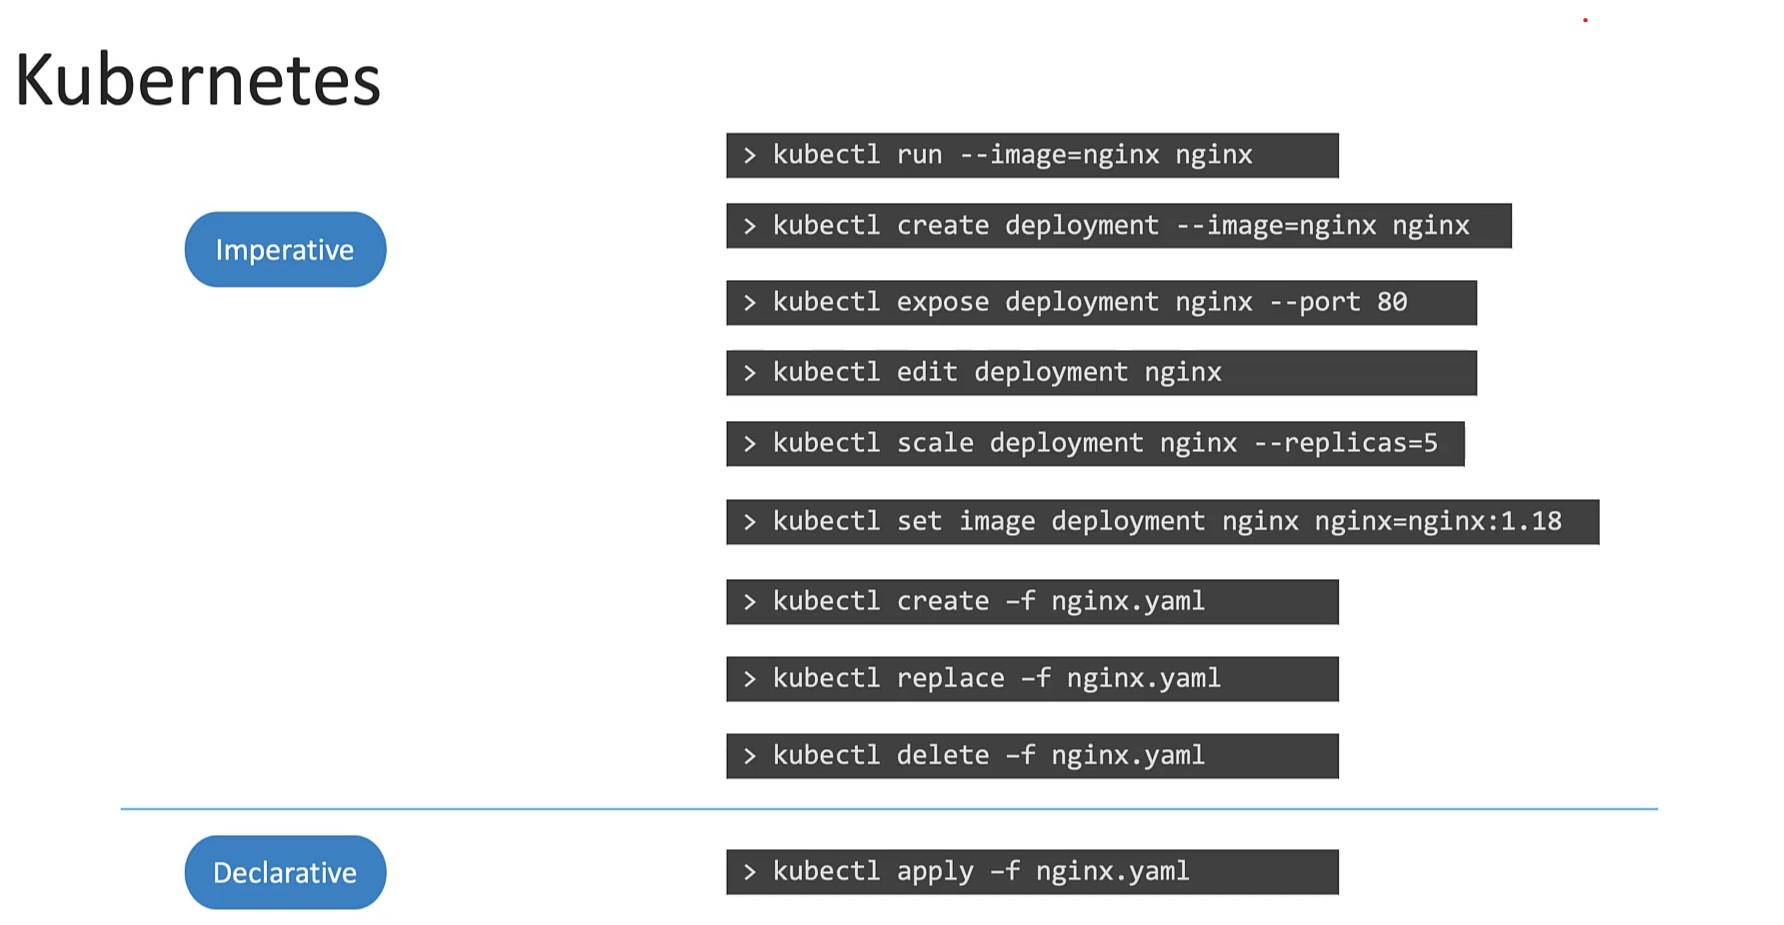 Kubernetes
> kubectl run --image=nginx nginx
> kubectl create deployment --image=nginx nginx
Imperative
> kubectl expose deployment nginx --port 80
> kubectl edit deployment nginx
> kubectl scale deployment nginx --replicas=5
> kubectl set image deployment nginx nginx=nginx:1.18
> kubectl create –f nginx.yaml
> kubectl replace –f nginx.yaml
> kubectl delete –f nginx.yaml
Declarative
> kubectl apply –f nginx.yaml